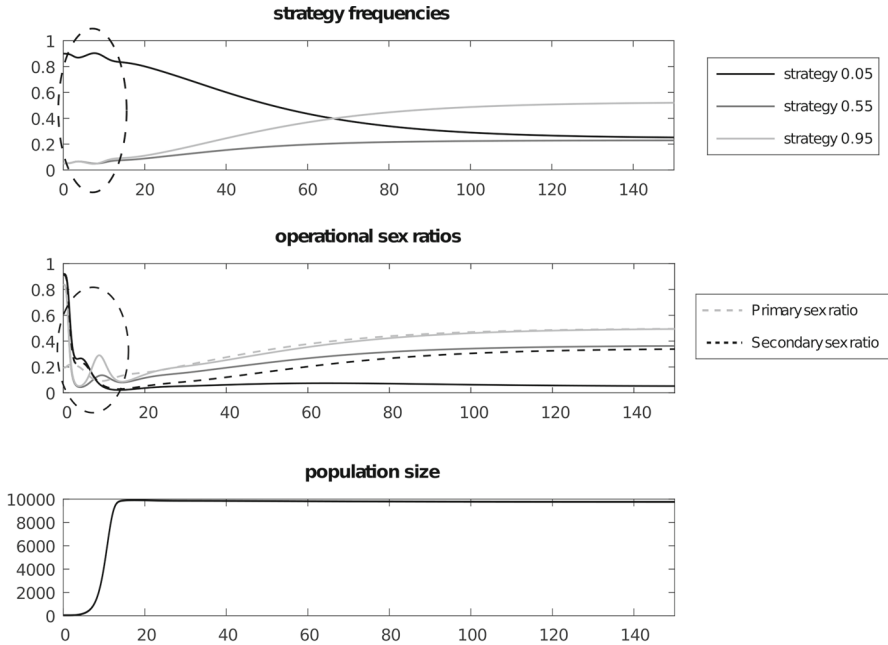 strategy frequencies
1
0.8
0.6
0.4
0.2
0
0 20 40 60 80 100 120 140
strategy 0.05
strategy 0.55
strategy 0.95
operational sex ratios
1
0.8
0.6
0.4
0.2
0
0 20 40 60 80 100 120 140
Primary sex ratio
Secondary sex ratio
population size
10000
8000
6000
4000
2000
0
0 20 40 60 80 100 120 140